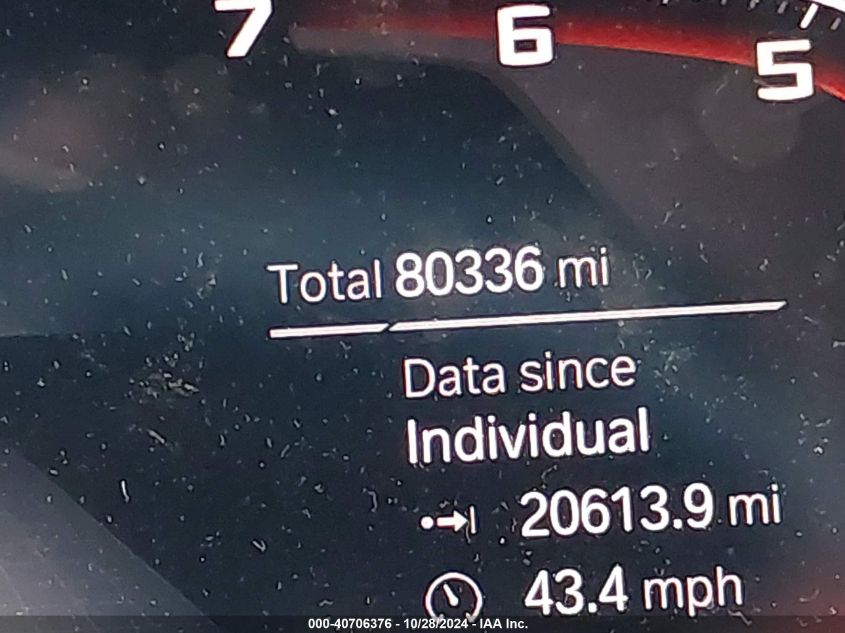 7 6 5
Total 80336 mi
Data since
Individual
20613.9 mi
43.4 mph
000-40706376 - 10/28/2024 - IAA Inc.